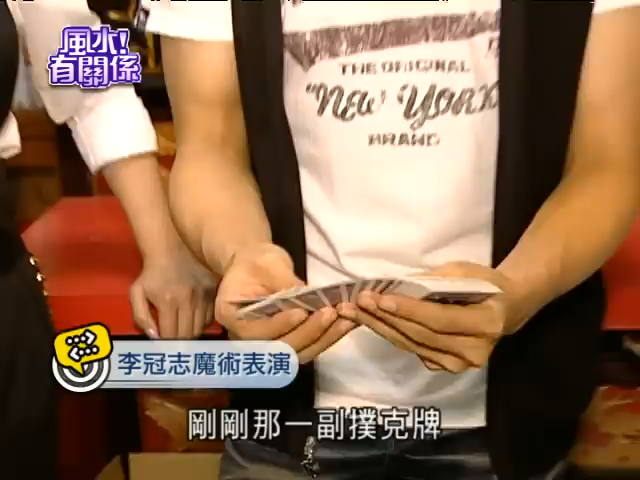 風水!
有關係
THE ORIGINAL
"NEW YORK
BRAND
李冠志魔術表演
剛剛那一副撲克牌